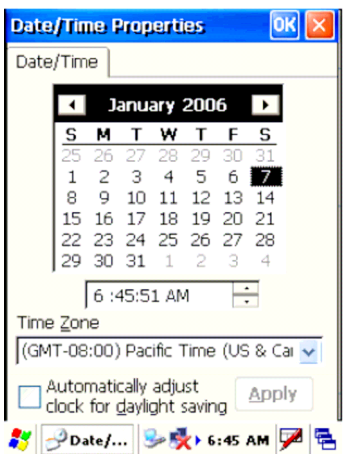 Date/Time Properties OK
Date/Time
January 2006
S M T W T F S
25 26 27 28 29 30 31
1 2 3 4 5 6 7
8 9 10 11 12 13 14
15 16 17 18 19 20 21
22 23 24 25 26 27 28
29 30 31 1 2 3 4
6 :45:51 AM
Time Zone
(GMT-08:00) Pacific Time (US & Ca
Automatically adjust
clock for daylight saving
Apply
Date/... 6:45 AM